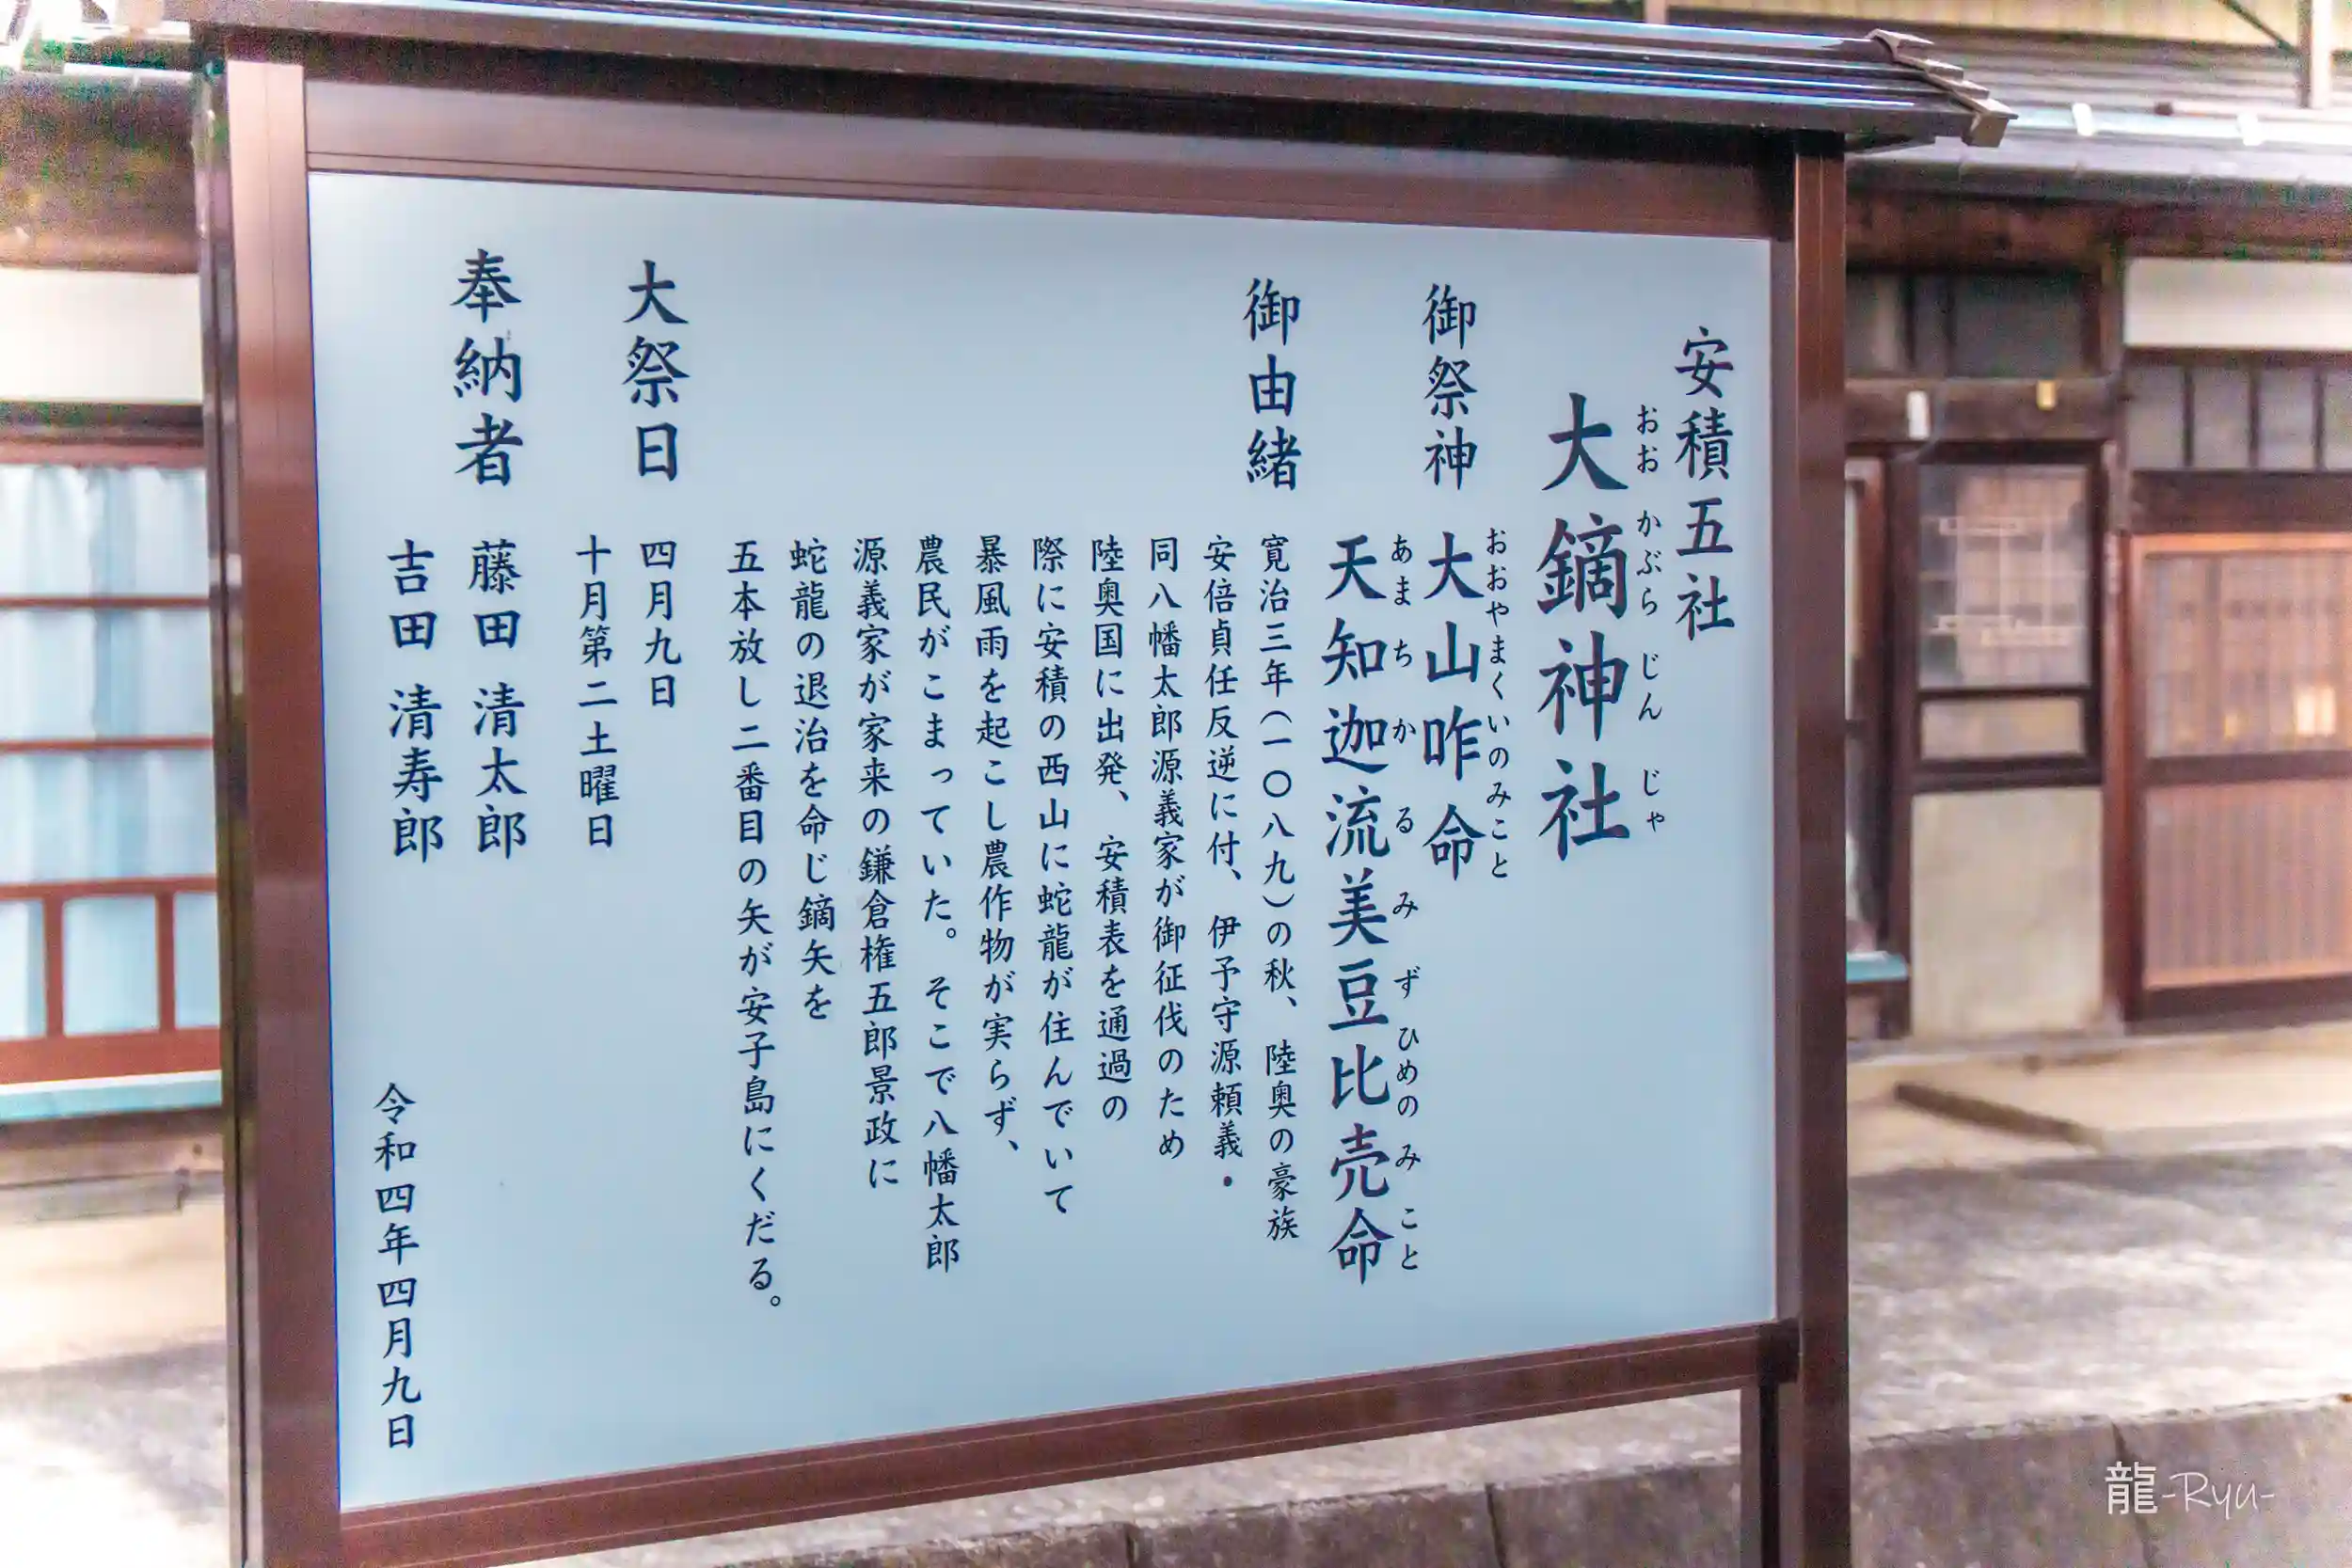 安積五社
大鏑神社
おお かぶら じん じゃ
御祭神
大山咋命
おおやまくいのみこと
天知迦流美豆比売命
あまちかるみずひめのみこと
御由緒
寛治三年(一〇八九)の秋、陸奥の豪族
安倍貞任反逆に付、伊予守源頼義・
同八幡太郎源義家が御征伐のため
陸奥国に出発、安積表を通過の
際に安積の西山に蛇龍が住んでいて
暴風雨を起こし農作物が実らず、
農民がこまっていた。そこで八幡太郎
源義家が家来の鎌倉権五郎景政に
蛇龍の退治を命じ鏑矢を
五本放し二番目の矢が安子島にくだる。
大祭日
四月九日
十月第二土曜日
奉納者
藤田 清太郎
吉田 清寿郎
令和四年四月九日
龍-Ryu-